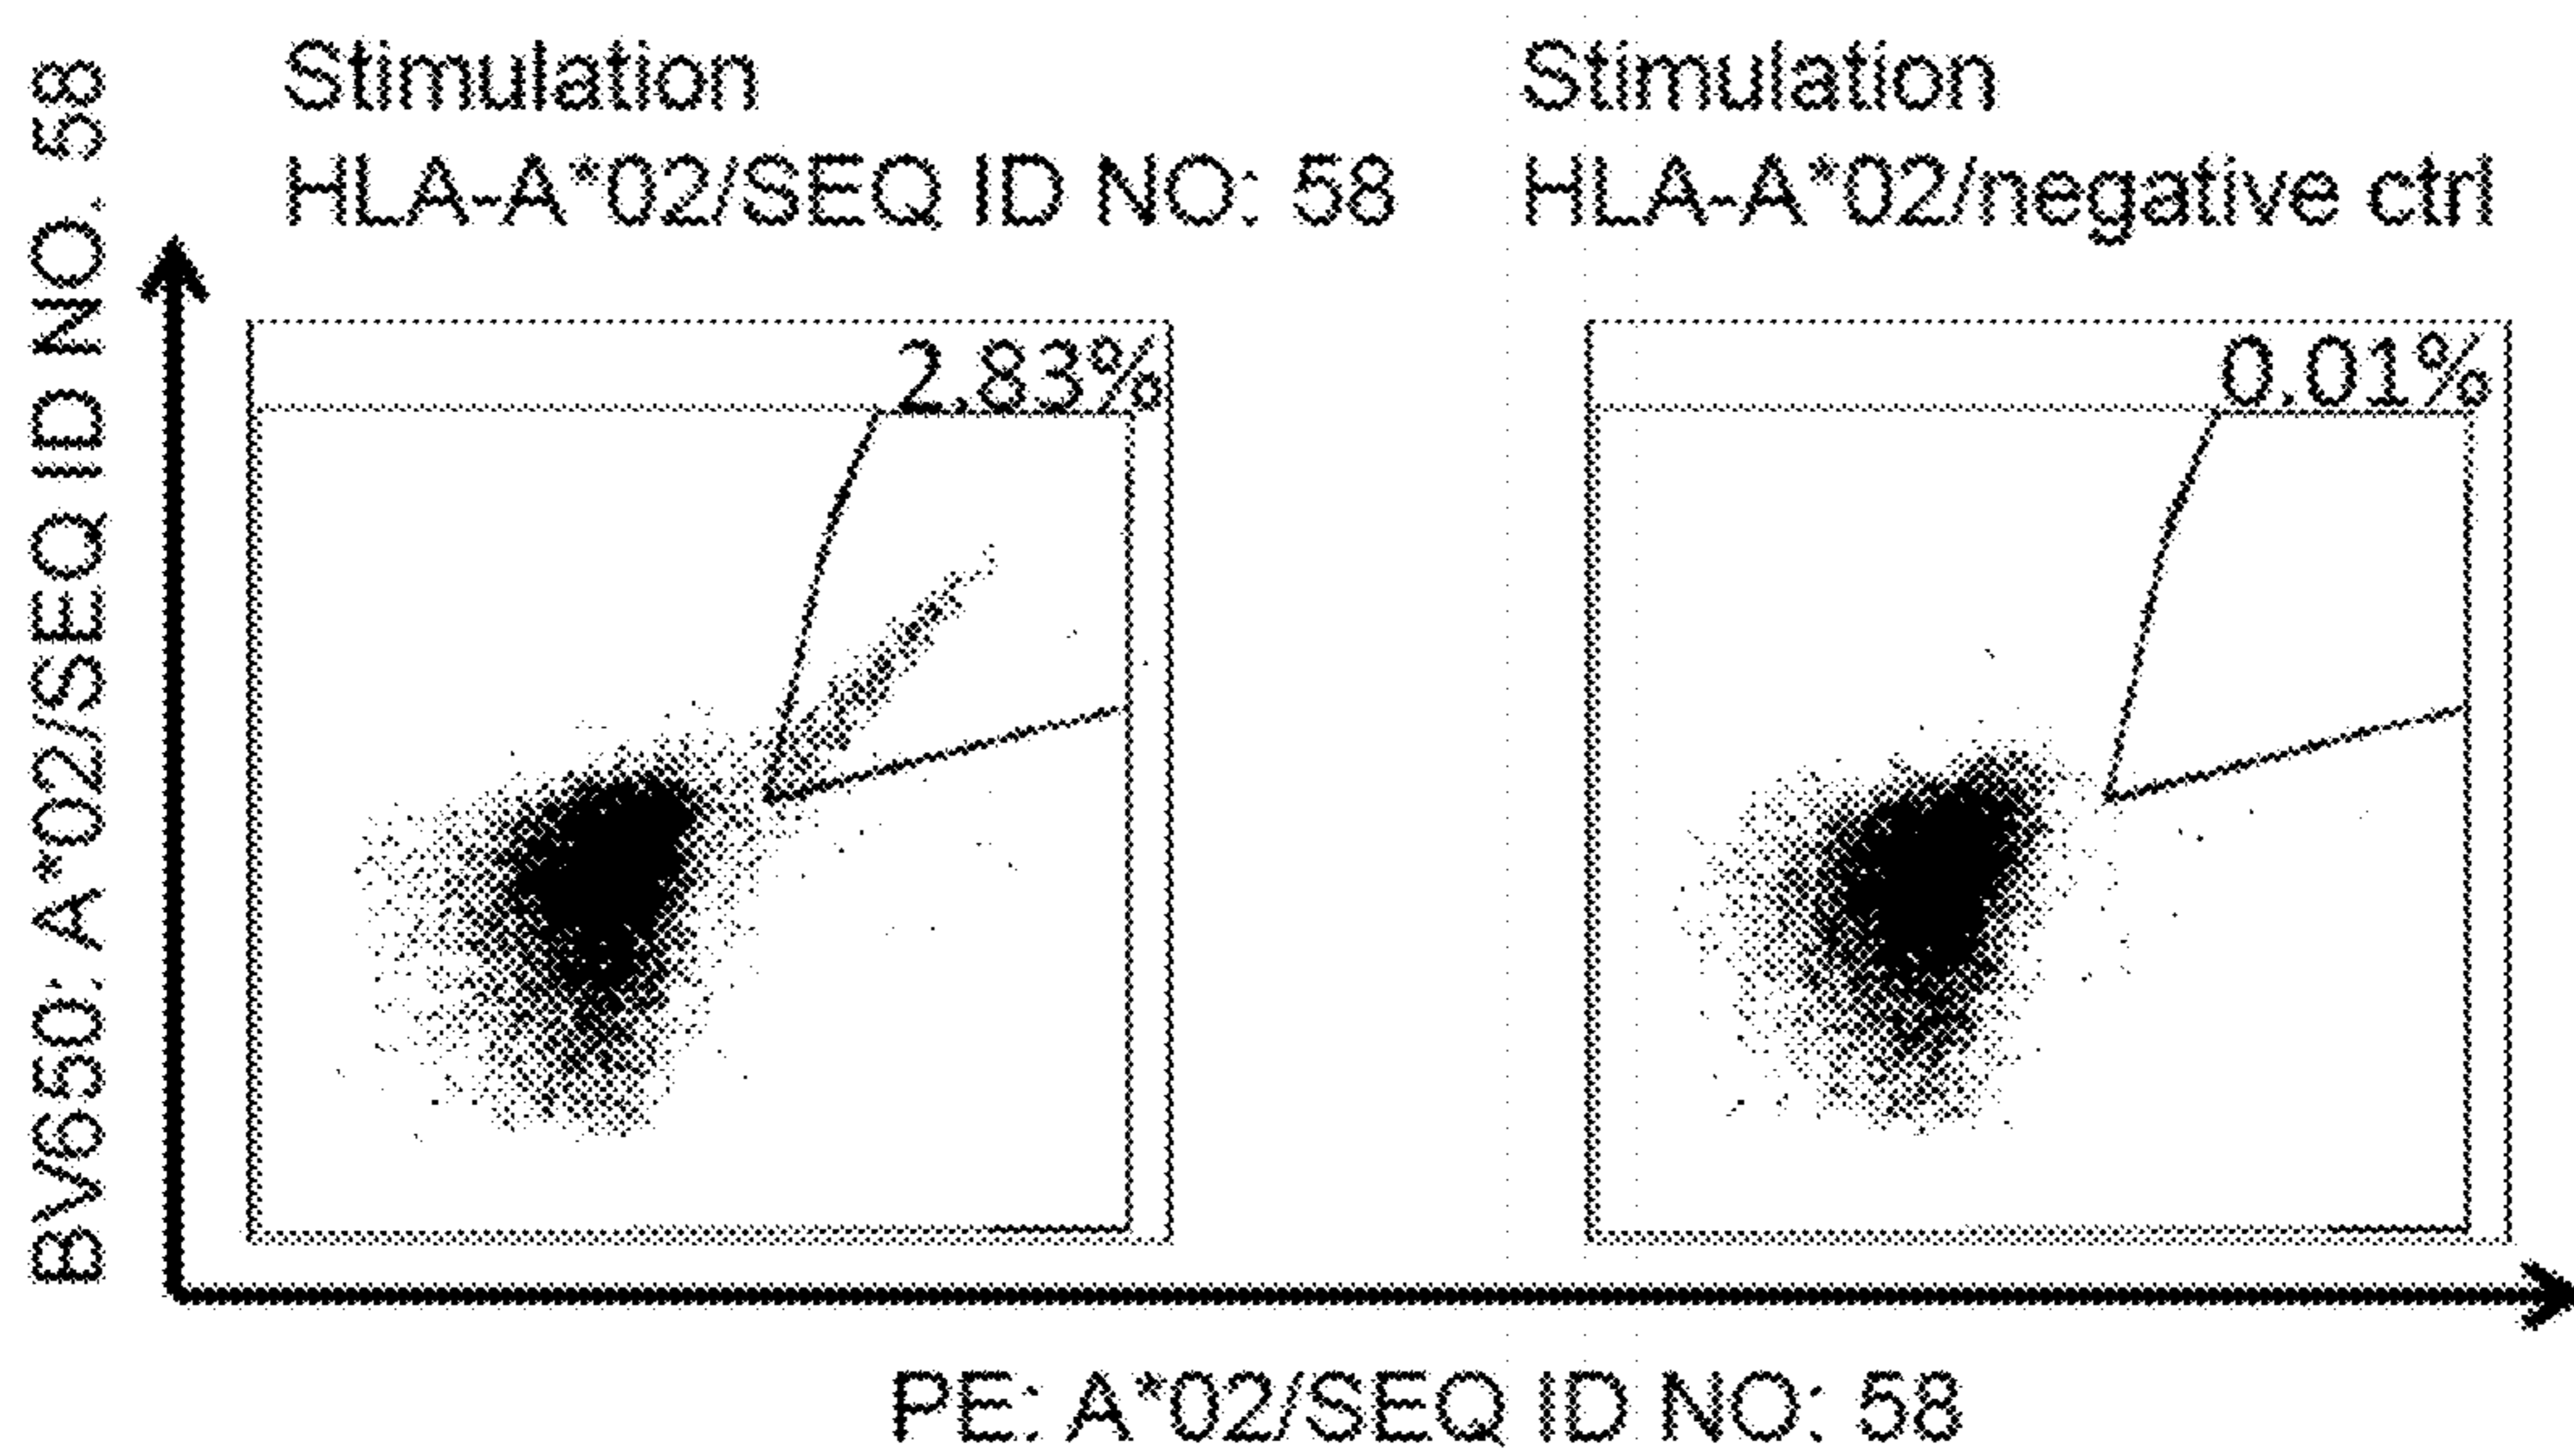 BV650: A*02/SEQ ID NO. 58
Stimulation
HLA-A*02/SEQ ID NO: 58
Stimulation
HLA-A*02/negative ctrl
2.83%
0.01%
PE: A*02/SEQ ID NO: 58